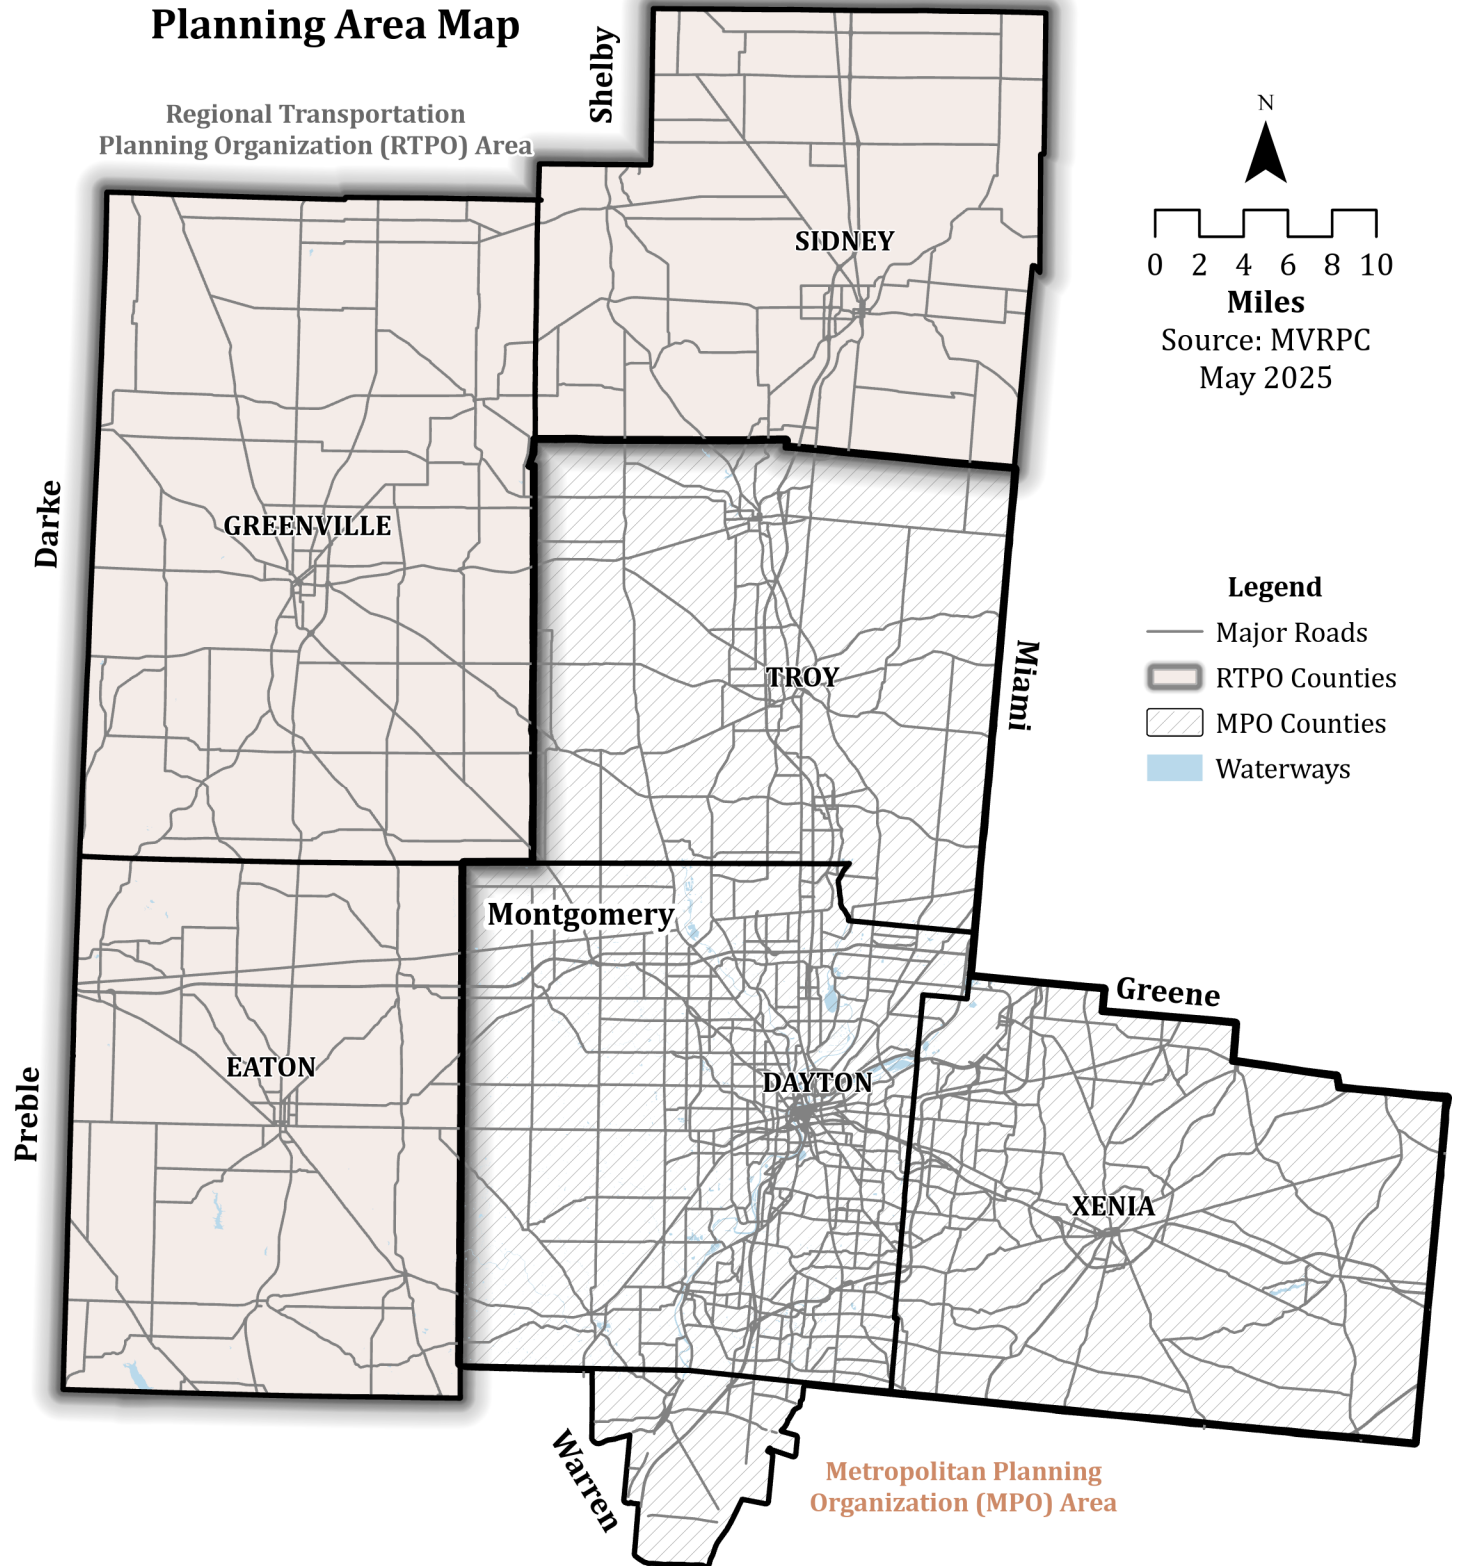 Planning Area Map
Regional Transportation
Planning Organization (RTPO) Area
Shelby
N
SIDNEY
0 2 4 6 8 10
Miles
Source: MVRPC
May 2025
Darke
GREENVILLE
Legend
Major Roads
RTPO Counties
MPO Counties
Waterways
TROY
Miami
Montgomery
Greene
EATON
DAYTON
Preble
XENIA
Warren
Metropolitan Planning
Organization (MPO) Area